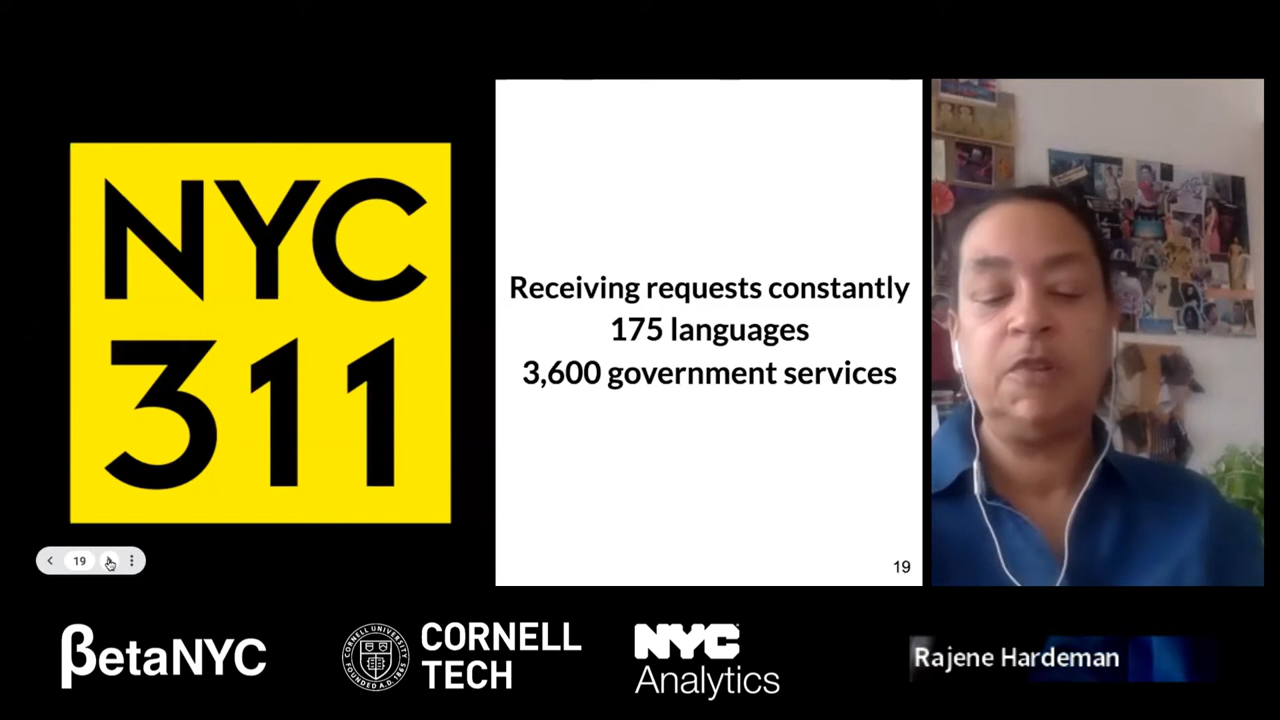 NYC
311
Receiving requests constantly
175 languages
3,600 government services
19
19
βetaNYC
CORNELL
TECH
NYC
Analytics
Rajene Hardeman